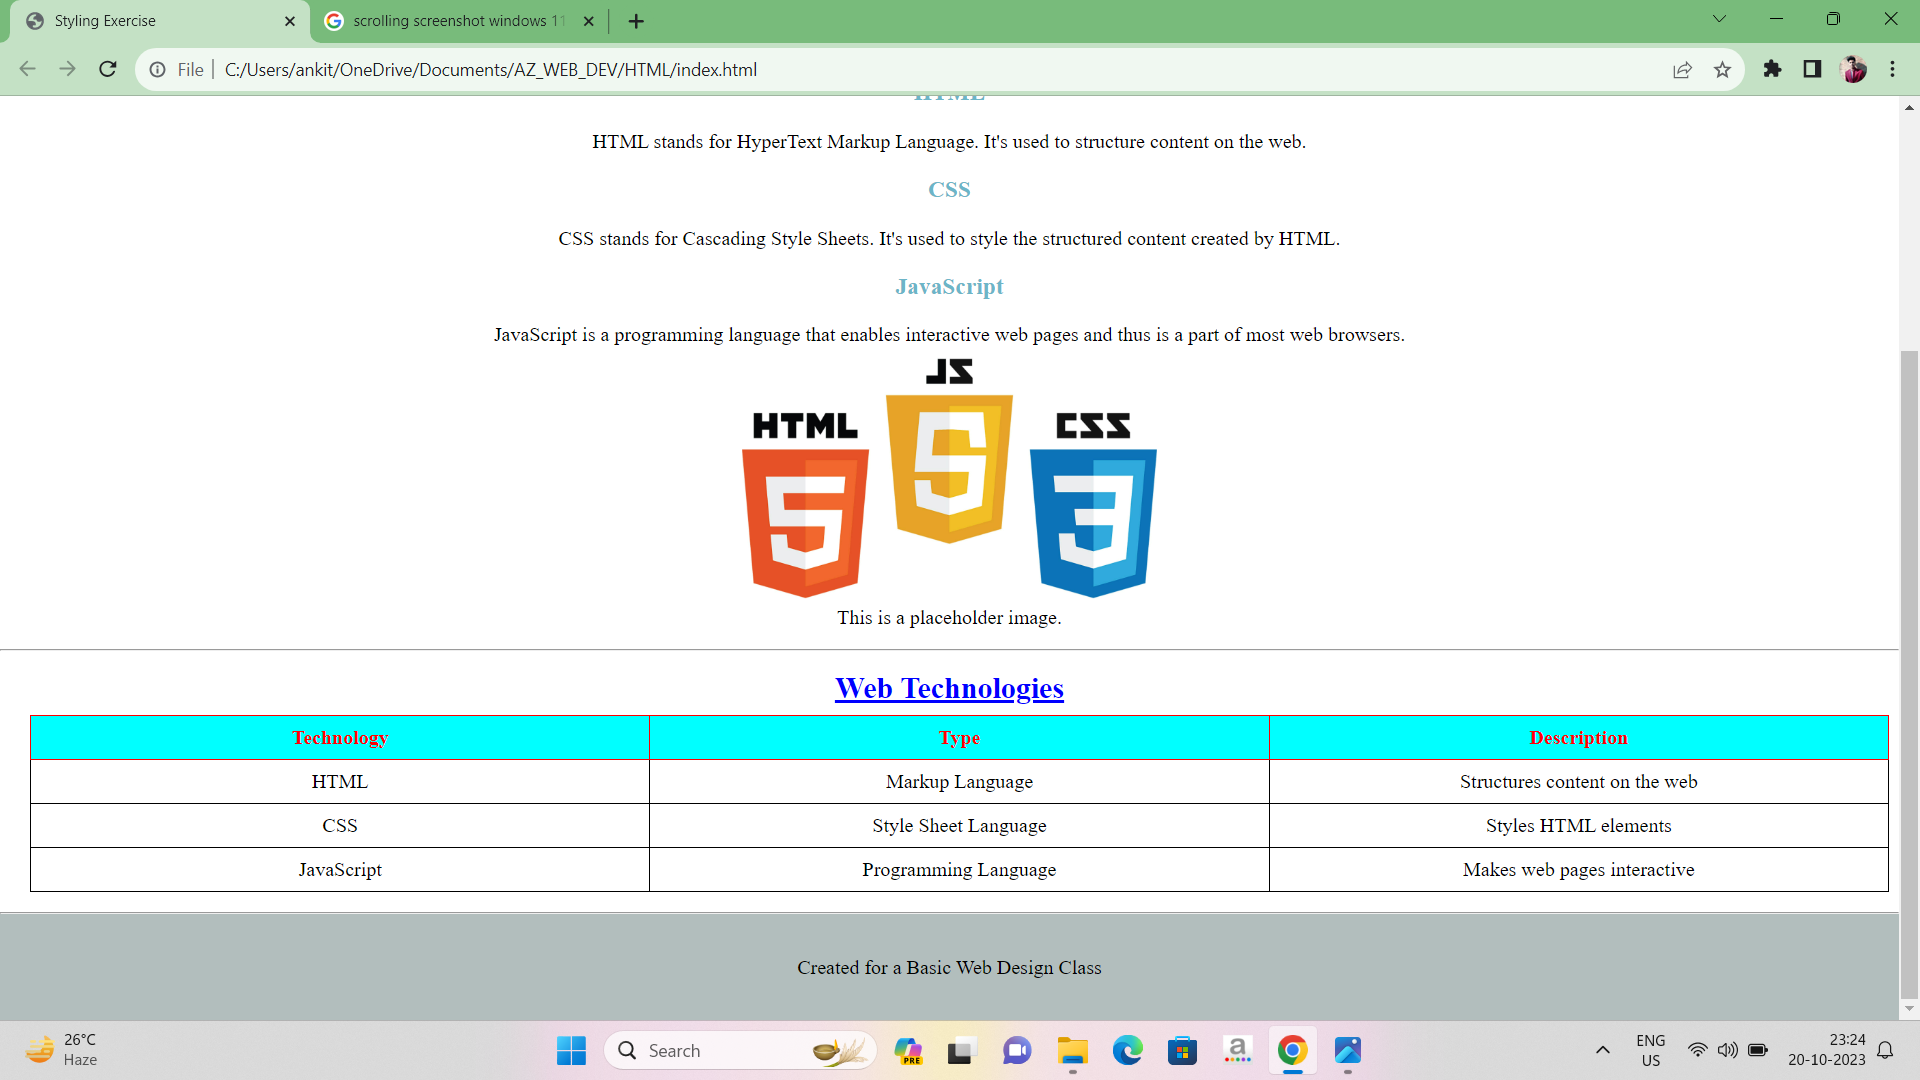 Styling Exercise
scrolling screenshot windows 11
File
C:/Users/ankit/OneDrive/Documents/AZ_WEB_DEV/HTML/index.html
HTML
HTML stands for HyperText Markup Language. It's used to structure content on the web.
CSS
CSS stands for Cascading Style Sheets. It's used to style the structured content created by HTML.
JavaScript
JavaScript is a programming language that enables interactive web pages and thus is a part of most web browsers.
JS
HTML
CSS
5
5
3
This is a placeholder image.
Web Technologies
Technology Type Description
HTML Markup Language Structures content on the web
CSS Style Sheet Language Styles HTML elements
JavaScript Programming Language Makes web pages interactive
Created for a Basic Web Design Class
26°C
Haze
Search
PRE
a
ENG
US
23:24
20-10-2023